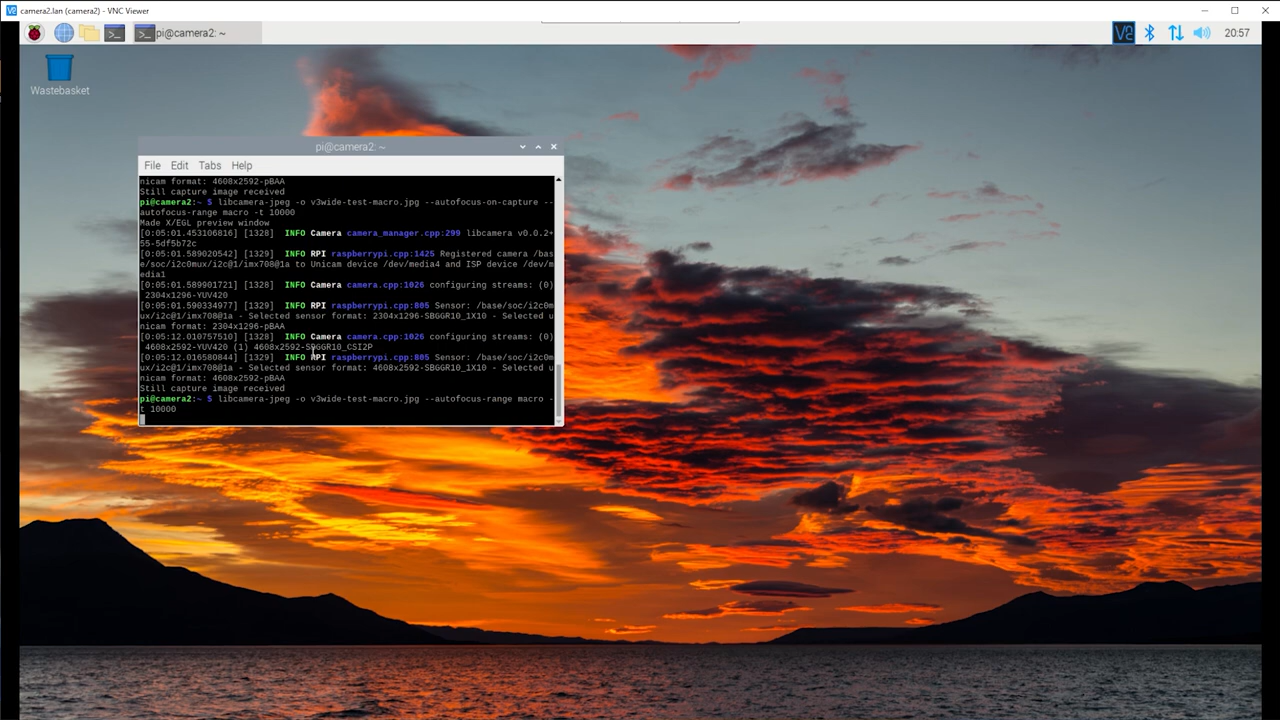 camera2.lan (camera2) - VNC Viewer
pi@camera2: ~
20:57
Wastebasket
pi@camera2: ~
File Edit Tabs Help
nicam format: 4608x2592-pBAA
Still capture image received
pi@camera2:~ $ libcamera-jpeg -o v3wide-test-macro.jpg --autofocus-on-capture --
autofocus-range macro -t 10000
Made X/EGL preview window
[0:05:01.453106816] [1328]  INFO Camera camera_manager.cpp:299 libcamera v0.0.2+
55-5df5b72c
[0:05:01.589020542] [1329]  INFO RPI raspberrypi.cpp:1425 Registered camera /bas
e/soc/i2c0mux/i2c@1/imx708@1a to Unicam device /dev/media4 and ISP device /dev/m
edia1
[0:05:01.589901721] [1328]  INFO Camera camera.cpp:1026 configuring streams: (0)
 2304x1296-YUV420
[0:05:01.590334977] [1329]  INFO RPI raspberrypi.cpp:805 Sensor: /base/soc/i2c0m
ux/i2c@1/imx708@1a - Selected sensor format: 2304x1296-SBGGR10_1X10 - Selected u
nicam format: 2304x1296-pBAA
[0:05:12.010757510] [1328]  INFO Camera camera.cpp:1026 configuring streams: (0)
 4608x2592-YUV420 (1) 4608x2592-SBGGR10_CSI2P
[0:05:12.016580844] [1329]  INFO RPI raspberrypi.cpp:805 Sensor: /base/soc/i2c0m
ux/i2c@1/imx708@1a - Selected sensor format: 4608x2592-SBGGR10_1X10 - Selected u
nicam format: 4608x2592-pBAA
Still capture image received
pi@camera2:~ $ libcamera-jpeg -o v3wide-test-macro.jpg --autofocus-range macro -
t 10000